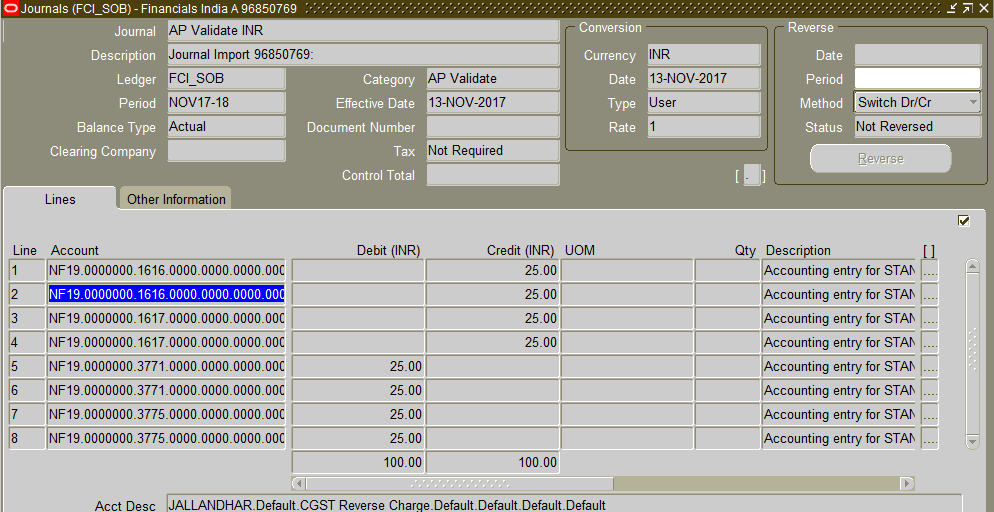 Journals (FCI_SOB) - Financials India A 96850769
Journal AP Validate INR
Description Journal Import 96850769:
Ledger FCI_SOB Category AP Validate
Period NOV17-18 Effective Date 13-NOV-2017
Balance Type Actual Document Number
Clearing Company Tax Not Required
Control Total
Conversion
Currency INR
Date 13-NOV-2017
Type User
Rate 1
[ . ]
Reverse
Date
Period
Method Switch Dr/Cr
Status Not Reversed
Reverse
Lines Other Information
Line Account Debit (INR) Credit (INR) UOM Qty Description [ ]
1 NF19.0000000.1616.0000.0000.0000.000 25.00 Accounting entry for STAN ....
2 NF19.0000000.1616.0000.0000.0000.000 25.00 Accounting entry for STAN ....
3 NF19.0000000.1617.0000.0000.0000.000 25.00 Accounting entry for STAN ....
4 NF19.0000000.1617.0000.0000.0000.000 25.00 Accounting entry for STAN ....
5 NF19.0000000.3771.0000.0000.0000.000 25.00 Accounting entry for STAN ....
6 NF19.0000000.3771.0000.0000.0000.000 25.00 Accounting entry for STAN ....
7 NF19.0000000.3775.0000.0000.0000.000 25.00 Accounting entry for STAN ....
8 NF19.0000000.3775.0000.0000.0000.000 25.00 Accounting entry for STAN ....
100.00 100.00
Acct Desc JALLANDHAR.Default.CGST Reverse Charge.Default.Default.Default.Default